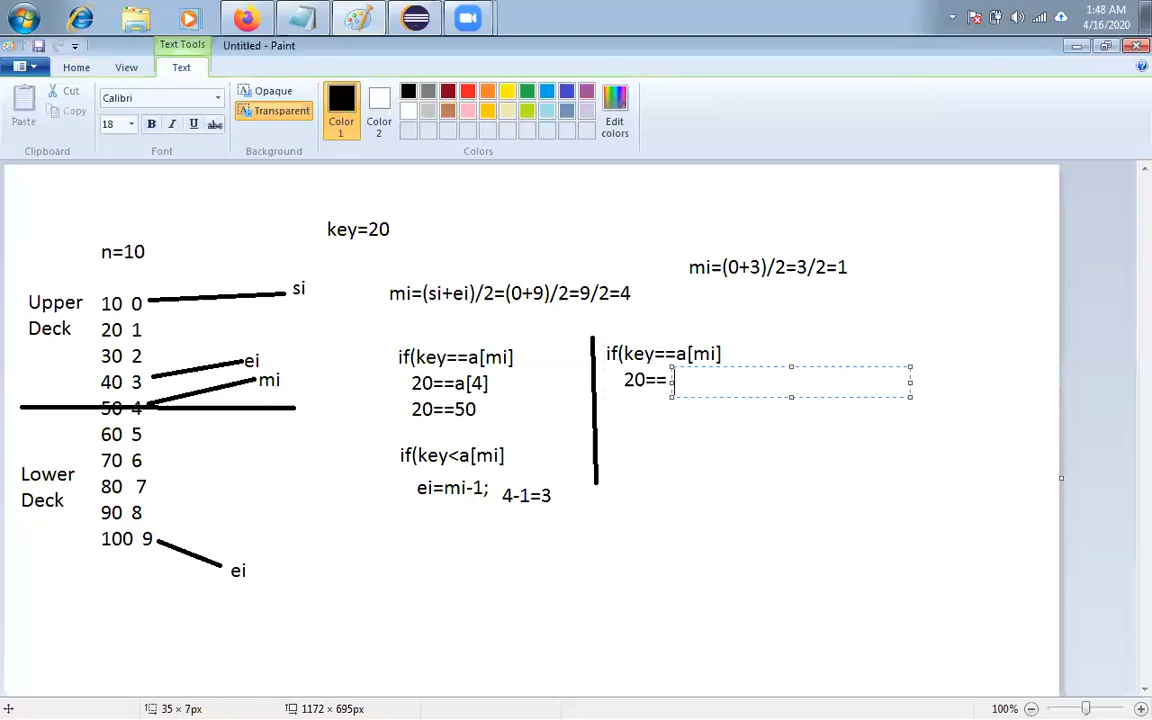 1:48 AM
4/16/2020
Text Tools
Untitled - Paint
Home
View
Text
Cut
Copy
Paste
Clipboard
Calibri
18
B I U abc
Font
Opaque
Transparent
Background
Color 1
Color 2
Edit colors
Colors
key=20
n=10
mi=(0+3)/2=3/2=1
mi=(si+ei)/2=(0+9)/2=9/2=4
Upper
Deck
10 0
si
20 1
30 2
ei
40 3
mi
50 4
60 5
70 6
Lower
Deck
80 7
90 8
100 9
ei
if(key==a[mi]
20==a[4]
20==50
if(key<a[mi]
ei=mi-1;
4-1=3
if(key==a[mi]
20==
35 × 7px
1172 × 695px
100%